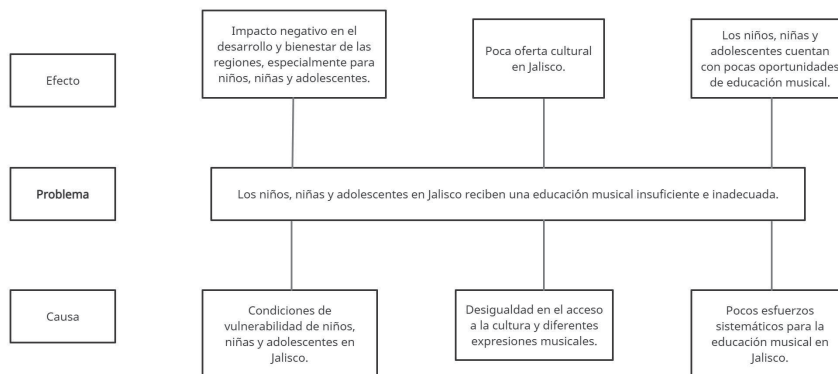 Efecto
Impacto negativo en el
desarrollo y bienestar de las
regiones, especialmente para
niños, niñas y adolescentes.
Poca oferta cultural
en Jalisco.
Los niños, niñas y
adolescentes cuentan
con pocas oportunidades
de educación musical.
Problema
Los niños, niñas y adolescentes en Jalisco reciben una educación musical insuficiente e inadecuada.
Causa
Condiciones de
vulnerabilidad de niños,
niñas y adolescentes en
Jalisco.
Desigualdad en el acceso
a la cultura y diferentes
expresiones musicales.
Pocos esfuerzos
sistemáticos para la
educación musical en
Jalisco.